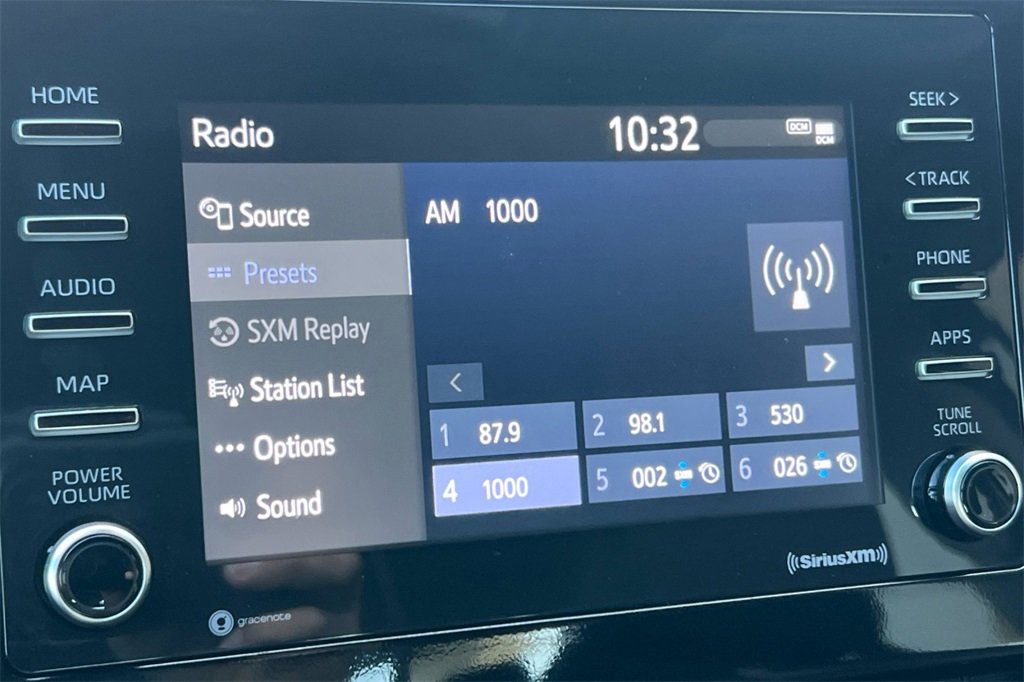 HOME
MENU
AUDIO
MAP
POWER
VOLUME
Radio
10:32
DCM
DCM
Source
Presets
SXM Replay
Station List
Options
Sound
AM 1000
<
>
1 87.9
2 98.1
3 530
4 1000
5 002 SXM
6 026 SXM
SEEK >
< TRACK
PHONE
APPS
TUNE
SCROLL
gracenote
SiriusXM